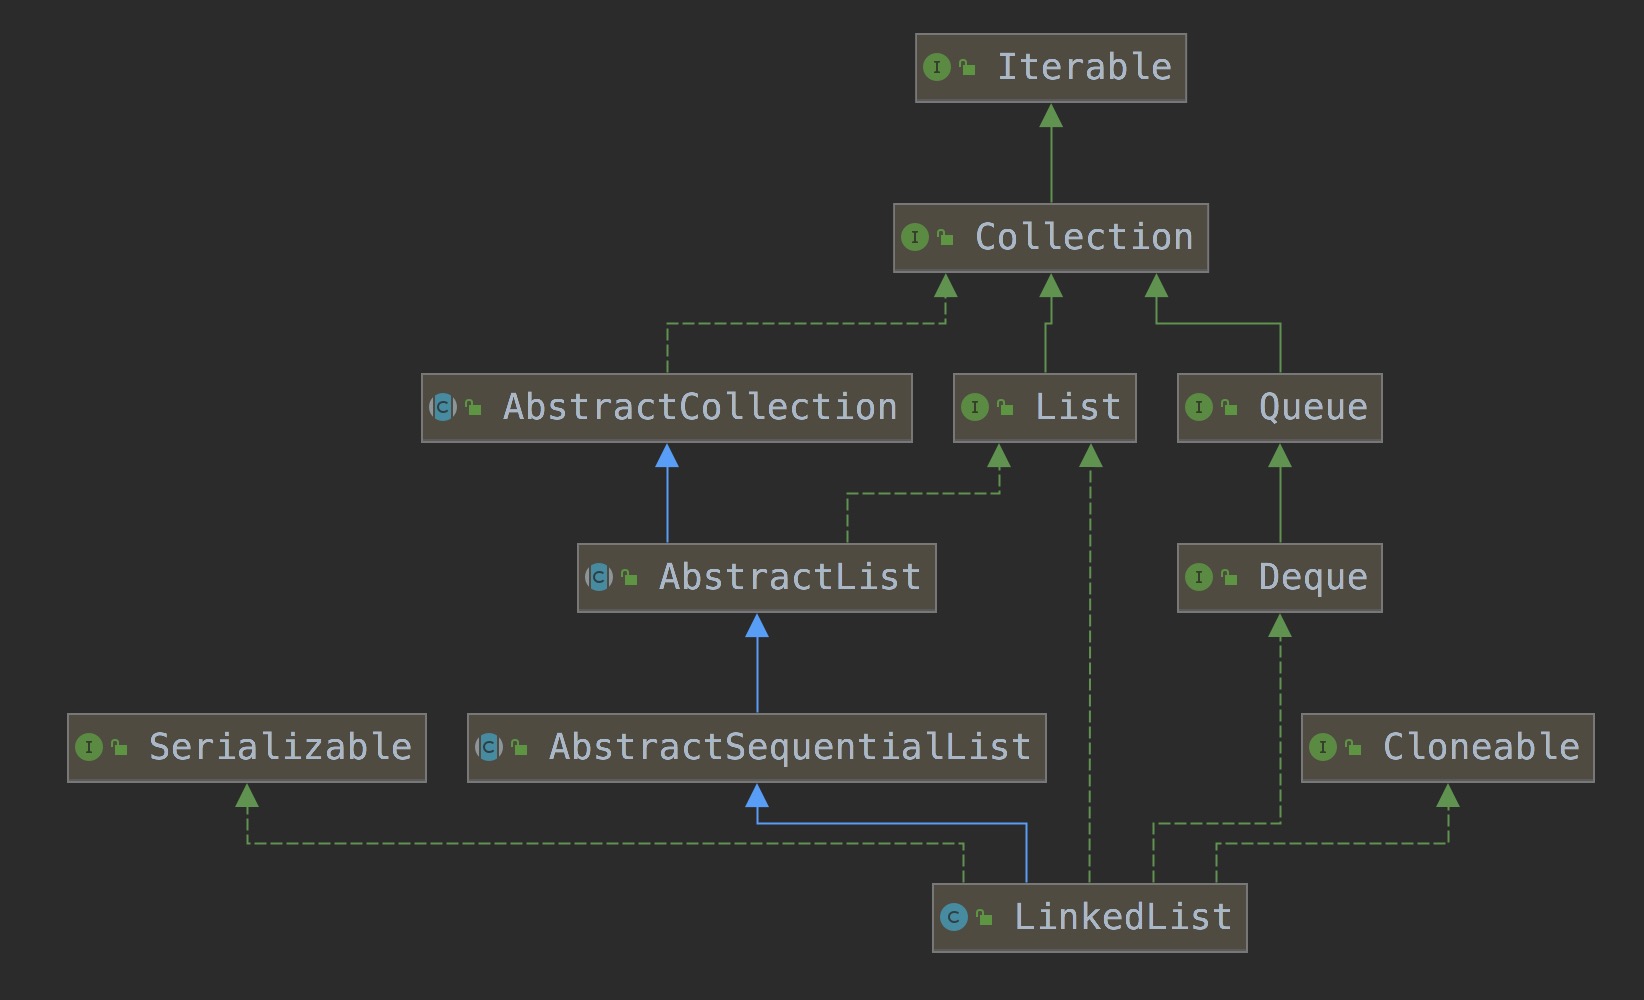 I Iterable
I Collection
C AbstractCollection
I List
I Queue
C AbstractList
I Deque
I Serializable
C AbstractSequentialList
I Cloneable
C LinkedList